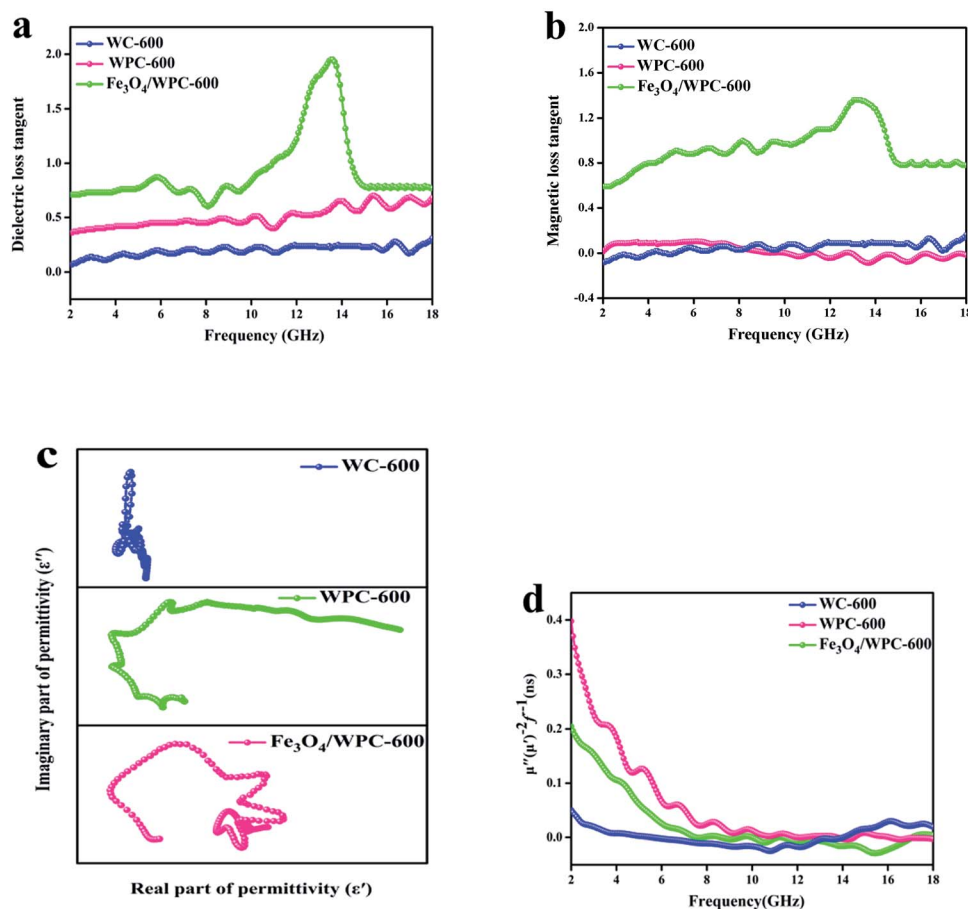 a
WC-600
WPC-600
Fe₃O₄/WPC-600
Dielectric loss tangent
2.0
1.5
1.0
0.5
0.0
2 4 6 8 10 12 14 16 18
Frequency (GHz)
b
WC-600
WPC-600
Fe₃O₄/WPC-600
Magnetic loss tangent
2.0
1.6
1.2
0.8
0.4
0.0
-0.4
2 4 6 8 10 12 14 16 18
Frequency (GHz)
c
WC-600
WPC-600
Fe₃O₄/WPC-600
Imaginary part of permittivity (ε″)
Real part of permittivity (ε′)
d
WC-600
WPC-600
Fe₃O₄/WPC-600
μ″(μ′)⁻²f⁻¹(ns)
0.4
0.3
0.2
0.1
0.0
2 4 6 8 10 12 14 16 18
Frequency(GHz)